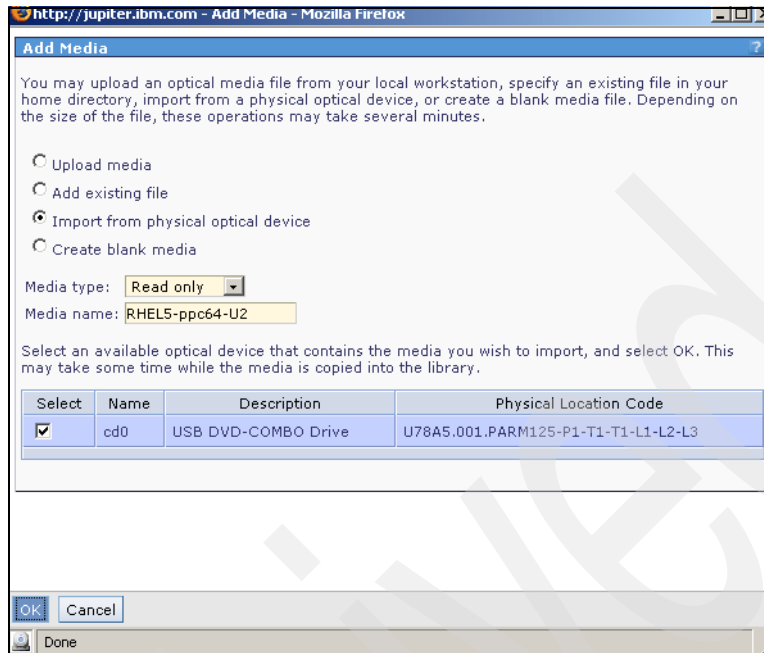 http://jupiter.ibm.com - Add Media - Mozilla Firefox
Add Media ?
You may upload an optical media file from your local workstation, specify an existing file in your
home directory, import from a physical optical device, or create a blank media file. Depending on
the size of the file, these operations may take several minutes.
Upload media
Add existing file
Import from physical optical device
Create blank media
Media type: Read only
Media name: RHEL5-ppc64-U2
Select an available optical device that contains the media you wish to import, and select OK. This
may take some time while the media is copied into the library.
Select Name Description Physical Location Code
cd0 USB DVD-COMBO Drive U78A5.001.PARM125-P1-T1-T1-L1-L2-L3
OK Cancel
Done